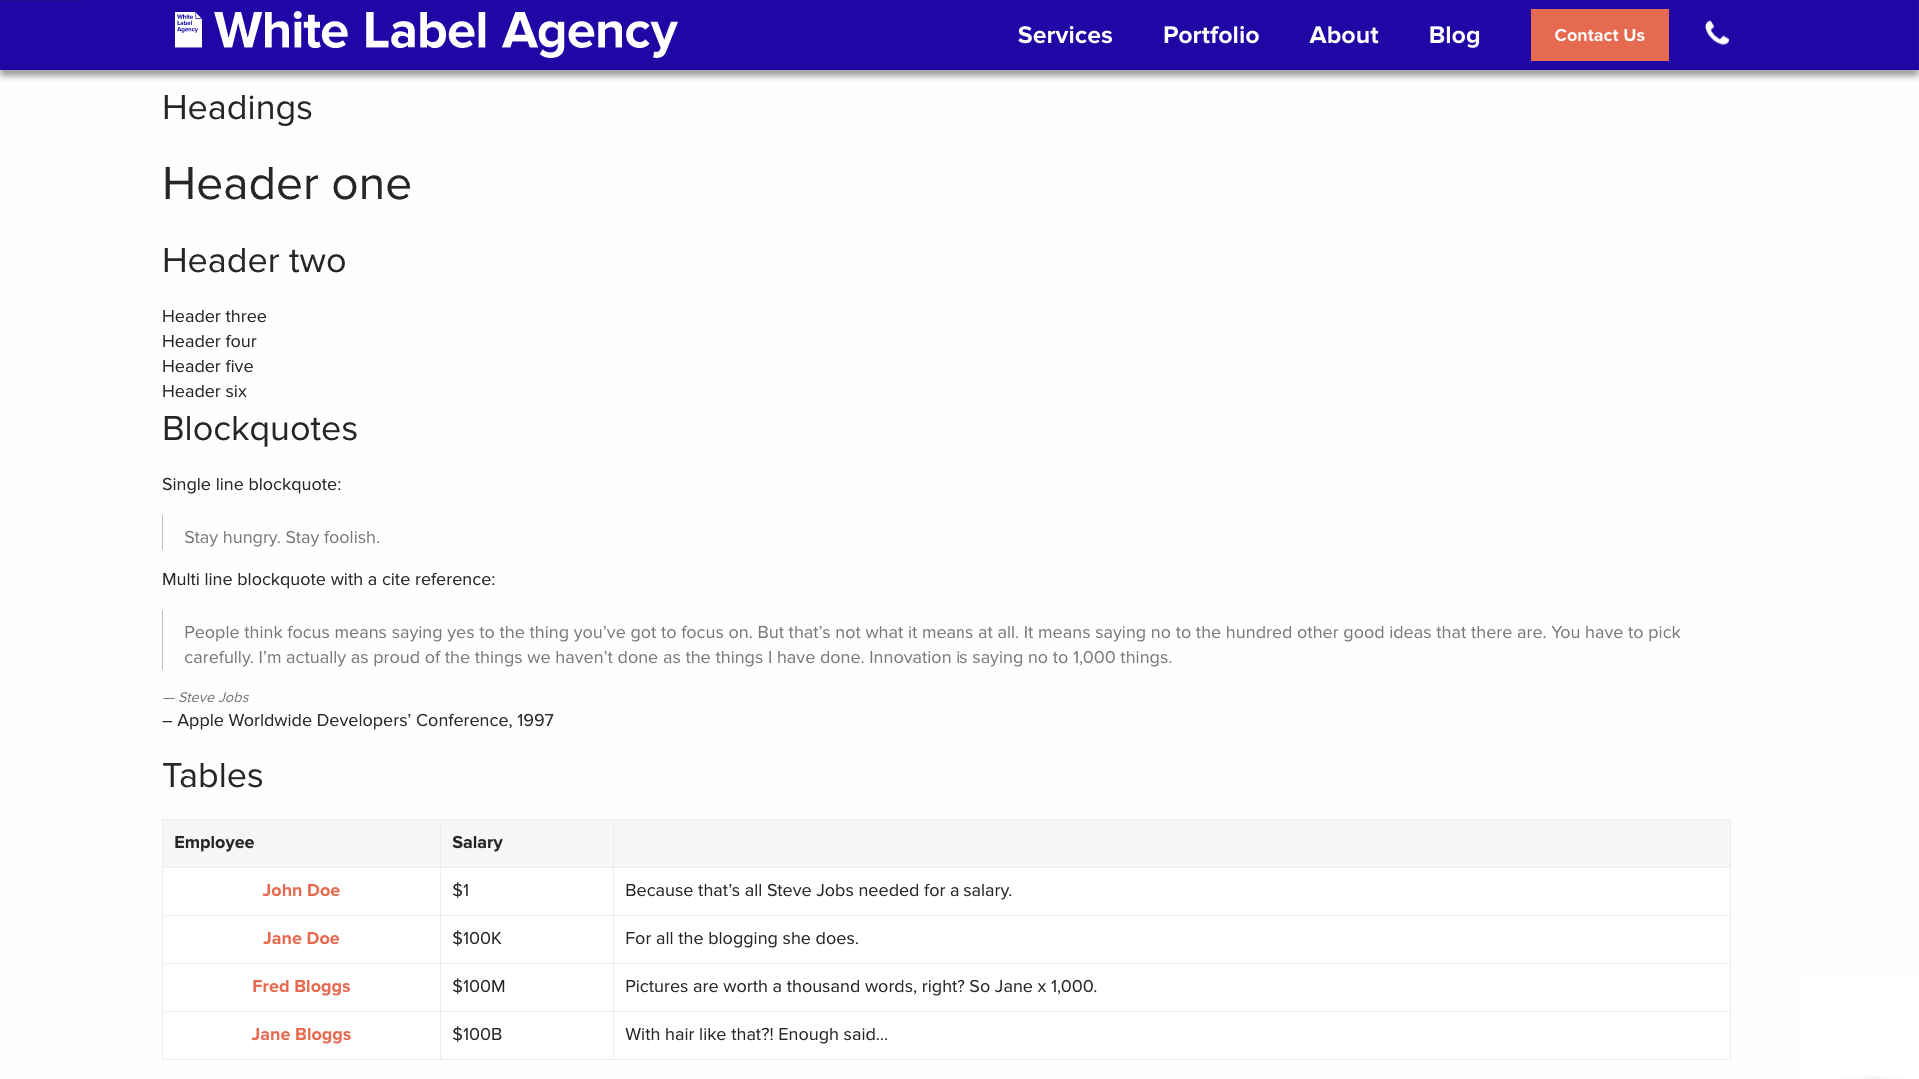 White
Label
Agency
White Label Agency
Services
Portfolio
About
Blog
Contact Us
Headings
Header one
Header two
Header three
Header four
Header five
Header six
Blockquotes
Single line blockquote:
Stay hungry. Stay foolish.
Multi line blockquote with a cite reference:
People think focus means saying yes to the thing you’ve got to focus on. But that’s not what it means at all. It means saying no to the hundred other good ideas that there are. You have to pick
carefully. I’m actually as proud of the things we haven’t done as the things I have done. Innovation is saying no to 1,000 things.
— Steve Jobs
– Apple Worldwide Developers’ Conference, 1997
Tables
Employee Salary
John Doe $1 Because that’s all Steve Jobs needed for a salary.
Jane Doe $100K For all the blogging she does.
Fred Bloggs $100M Pictures are worth a thousand words, right? So Jane x 1,000.
Jane Bloggs $100B With hair like that?! Enough said…